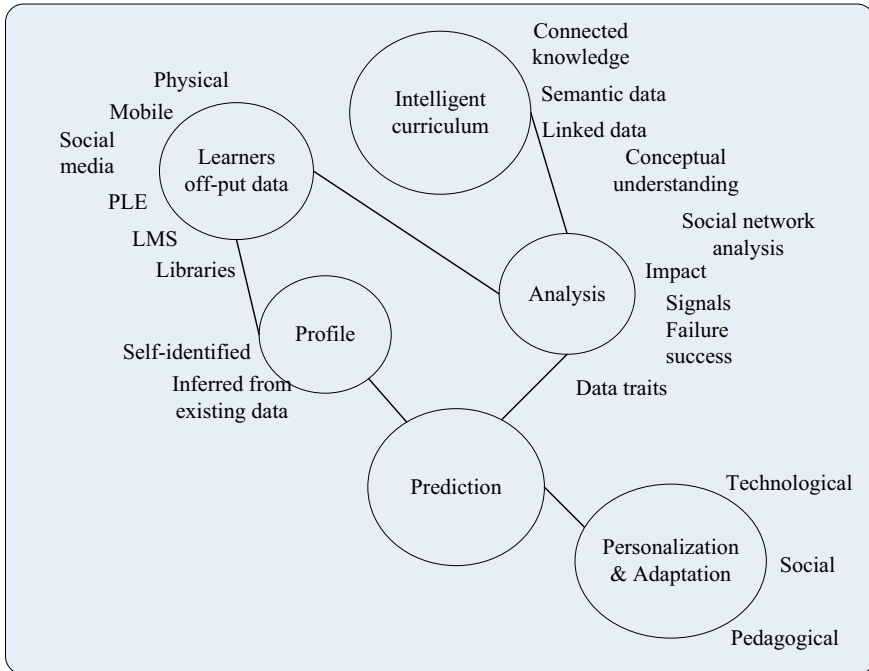 Connected
knowledge
Physical
Intelligent
curriculum
Semantic data
Mobile
Linked data
Social
media
Learners
off-put data
Conceptual
understanding
PLE
Social network
analysis
LMS
Libraries
Impact
Analysis
Signals
Failure
success
Profile
Self-identified
Inferred from
existing data
Data traits
Prediction
Technological
Personalization
& Adaptation
Social
Pedagogical